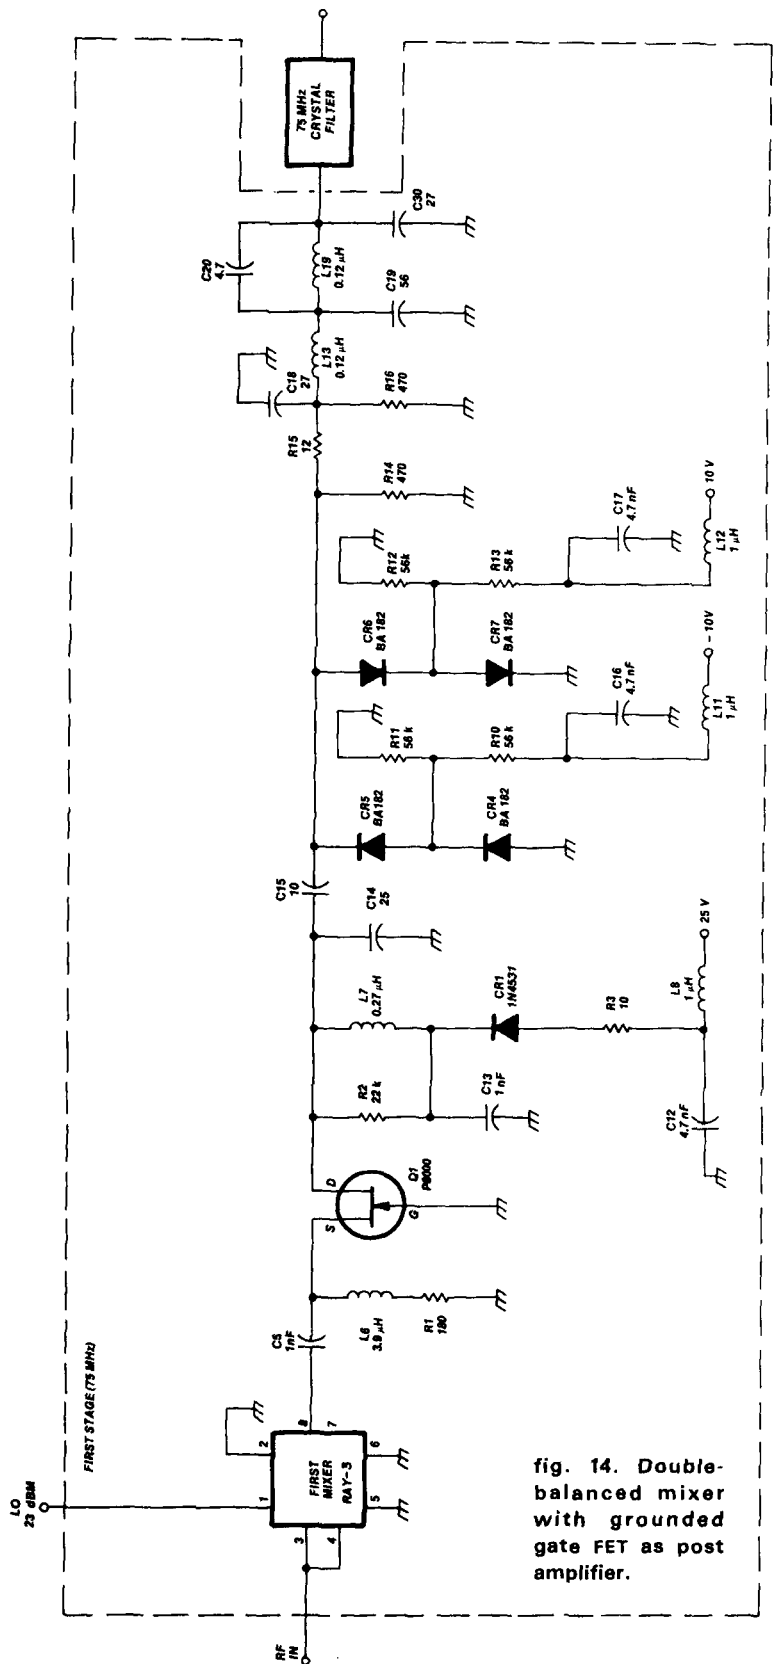 FIRST STAGE (75 MHz)
LO
23 dBM
RF
IN
1
2
3
4
5
6
7
8
FIRST
MIXER
RAY-3
C5
1nF
L6
3.9 µH
R1
180
S
D
G
Q1
P8000
R2
22 k
C13
1 nF
L7
0.27 µH
CR1
1N4531
R3
10
C12
4.7nF
L8
1 µH
25 V
C14
25
C15
10
CR5
BA182
CR4
BA 182
R11
56 k
R10
56 k
C16
4.7nF
L11
1 µH
- 10V
CR6
BA 182
CR7
BA 182
R12
56k
R13
56 k
C17
4.7 nF
L12
1 µH
10 V
R14
470
R15
12
R16
470
C18
27
L13
0.12 µH
C19
56
C20
4.7
L19
0.12 µH
C30
27
75 MHz
CRYSTAL
FILTER
fig. 14. Double-
balanced mixer
with grounded
gate FET as post
amplifier.